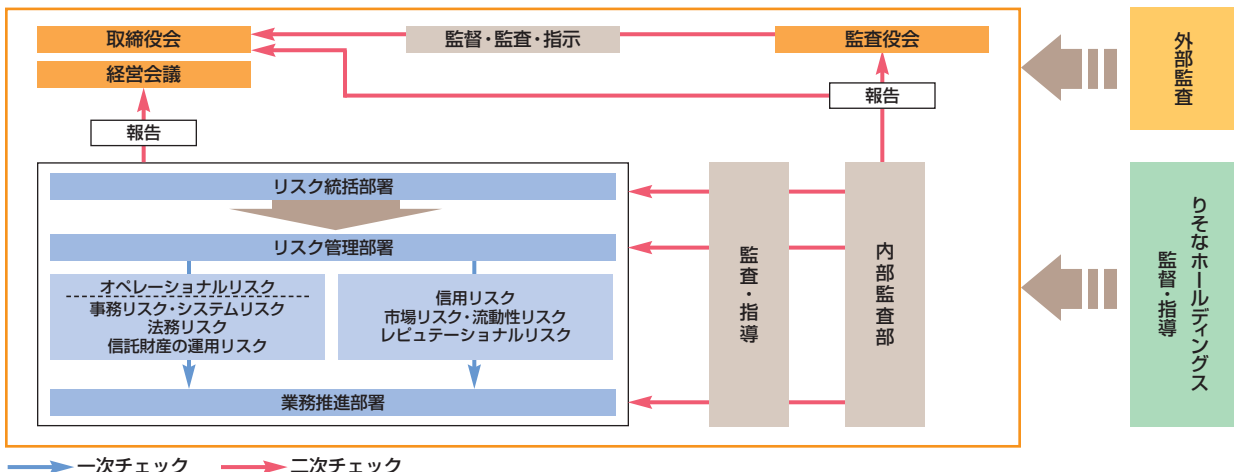 取締役会
監督・監査・指示
監査役会
経営会議
報告
報告
外部監査
リスク統括部署
リスク管理部署
オペレーショナルリスク
事務リスク・システムリスク
法務リスク
信託財産の運用リスク
信用リスク
市場リスク・流動性リスク
レピュテーショナルリスク
業務推進部署
監査・指導
内部監査部
りそなホールディングス
監督・指導
一次チェック
二次チェック